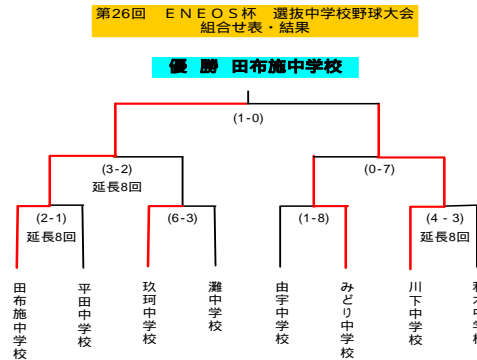 第26回　ＥＮＥＯＳ杯　選抜中学校野球大会
組合せ表・結果
優 勝 田布施中学校
(1-0)
(3-2)
延長8回
(0-7)
(2-1)
延長8回
(6-3)
(1-8)
(4 - 3)
延長8回
田布施中学校
平田中学校
玖珂中学校
灘中学校
由宇中学校
みどり中学校
川下中学校